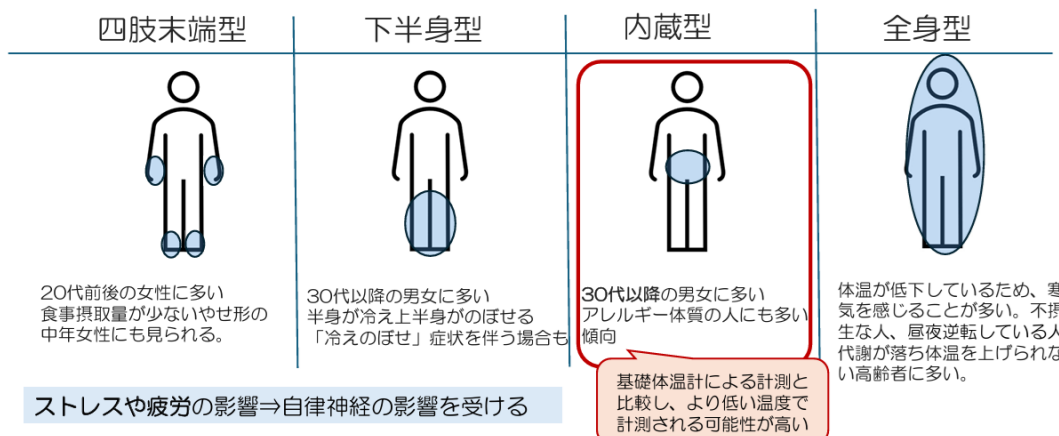 四肢末端型
下半身型
内蔵型
全身型
20代前後の女性に多い
食事摂取量が少ないやせ形の
中年女性にも見られる。
30代以降の男女に多い
半身が冷え上半身がのぼせる
「冷えのぼせ」症状を伴う場合も
30代以降の男女に多い
アレルギー体質の人にも多い
傾向
体温が低下しているため、寒
気を感じることが多い。不摂
生な人、昼夜逆転している人
代謝が落ち体温を上げられな
い高齢者に多い。
基礎体温計による計測と
比較し、より低い温度で
計測される可能性が高い
ストレスや疲労の影響⇒自律神経の影響を受ける